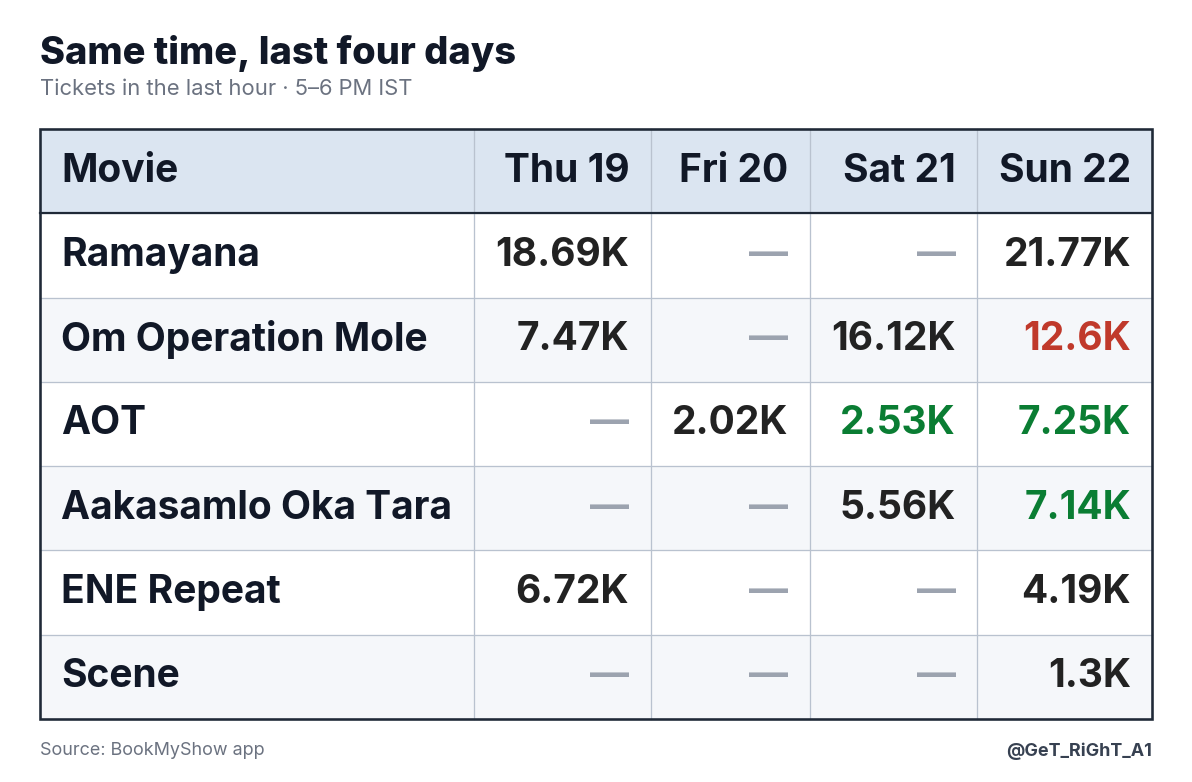 Same time, last four days
Tickets in the last hour · 5–6 PM IST
Movie Thu 19 Fri 20 Sat 21 Sun 22
Ramayana 18.69K — — 21.77K
Om Operation Mole 7.47K — 16.12K 12.6K
AOT — 2.02K 2.53K 7.25K
Aakasamlo Oka Tara — — 5.56K 7.14K
ENE Repeat 6.72K — — 4.19K
Scene — — — 1.3K
Source: BookMyShow app @GeT_RiGhT_A1